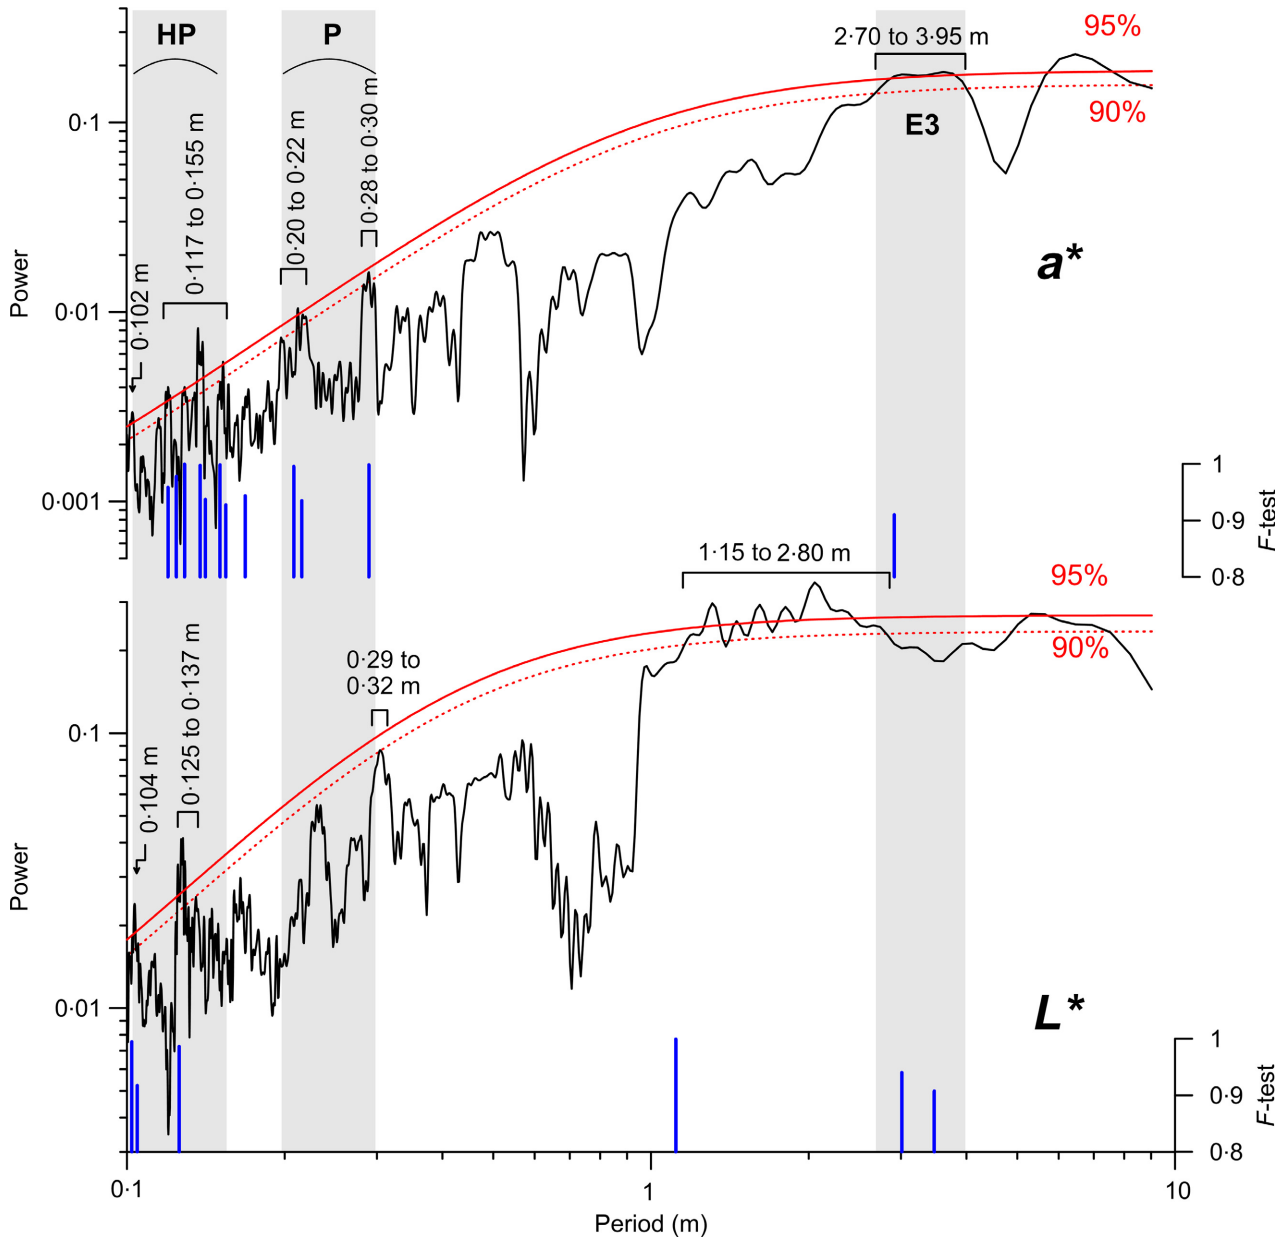 HP
P
2·70 to 3·95 m
95%
90%
E3
0·1
0·01
0·001
Power
0·102 m
0·117 to 0·155 m
0·20 to 0·22 m
0·28 to 0·30 m
a*
1
0·9
0·8
F-test
1·15 to 2·80 m
95%
90%
0·1
0·01
Power
0·104 m
0·125 to 0·137 m
0·29 to
0·32 m
L*
1
0·9
0·8
F-test
0·1
1
10
Period (m)